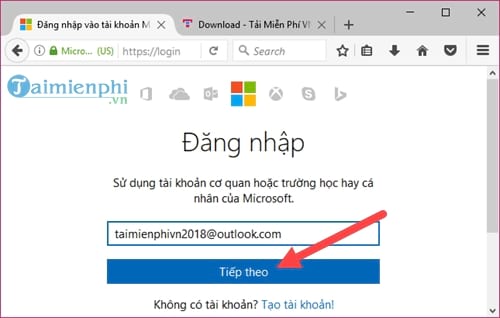 Đăng nhập vào tài khoản M
Download - Tải Miễn Phí VI
Micro... (US)
https://login
Search
Taimienphi
.vn
Đăng nhập
Sử dụng tài khoản cơ quan hoặc trường học hay cá
nhân của Microsoft.
taimienphivn2018@outlook.com
Tiếp theo
Không có tài khoản? Tạo tài khoản!